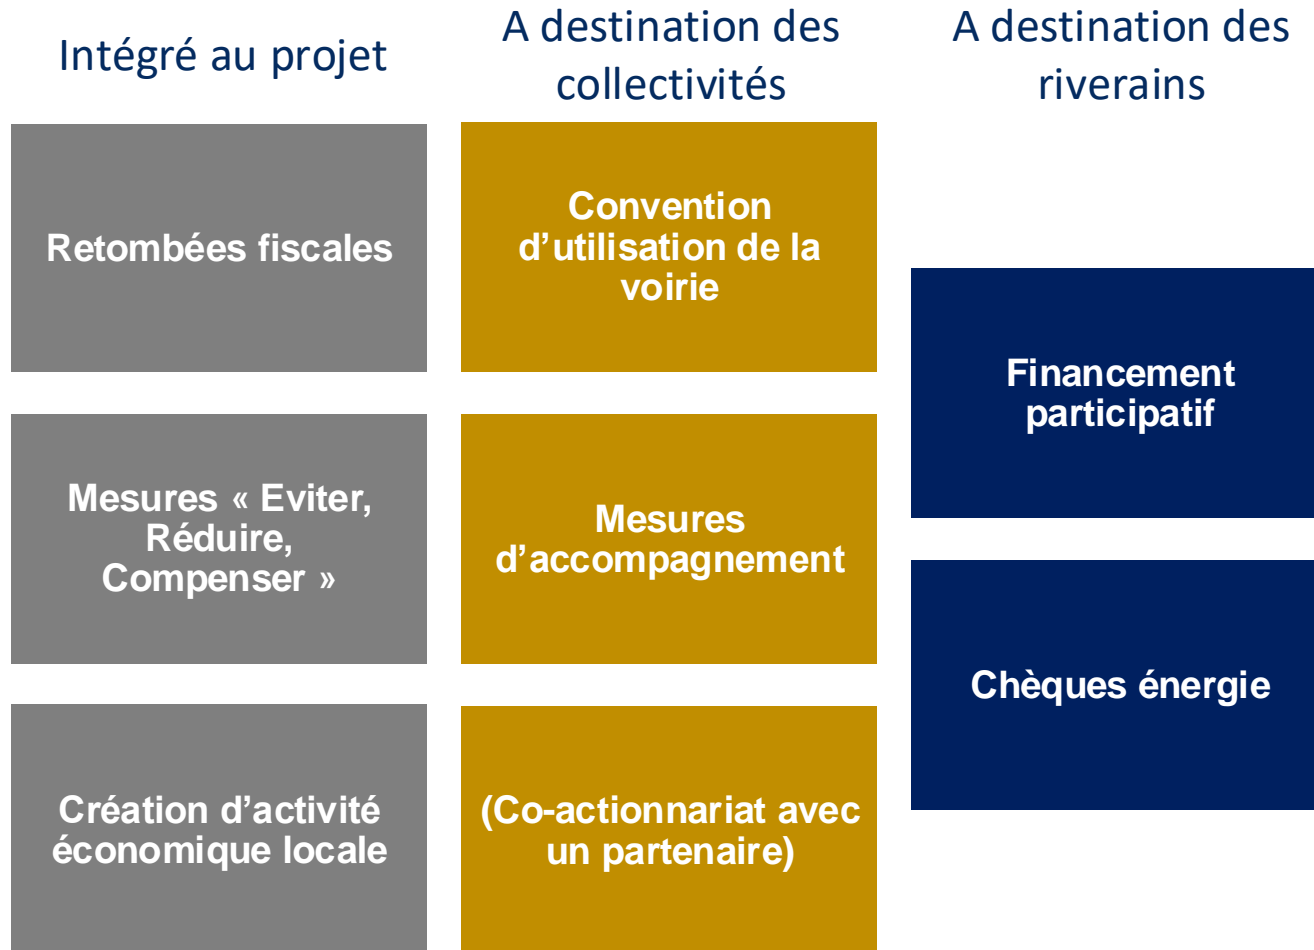 Intégré au projet
A destination des
collectivités
A destination des
riverains
Retombées fiscales
Mesures « Eviter,
Réduire,
Compenser »
Création d’activité
économique locale
Convention
d’utilisation de la
voirie
Mesures
d’accompagnement
(Co-actionnariat avec
un partenaire)
Financement
participatif
Chèques énergie